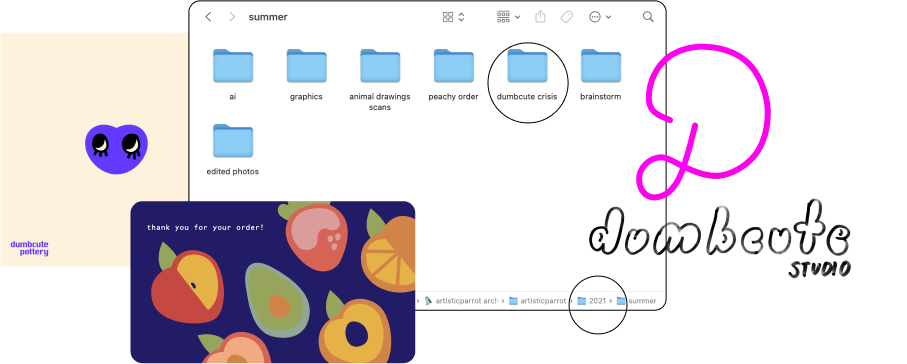 summer
ai
graphics
animal drawings
scans
peachy order
dumbcute crisis
brainstorm
edited photos
dumbcute
pottery
thank you for your order!
artisticparrot arch
artisticparrot
2021
summer
D
dumbcute
STUDIO